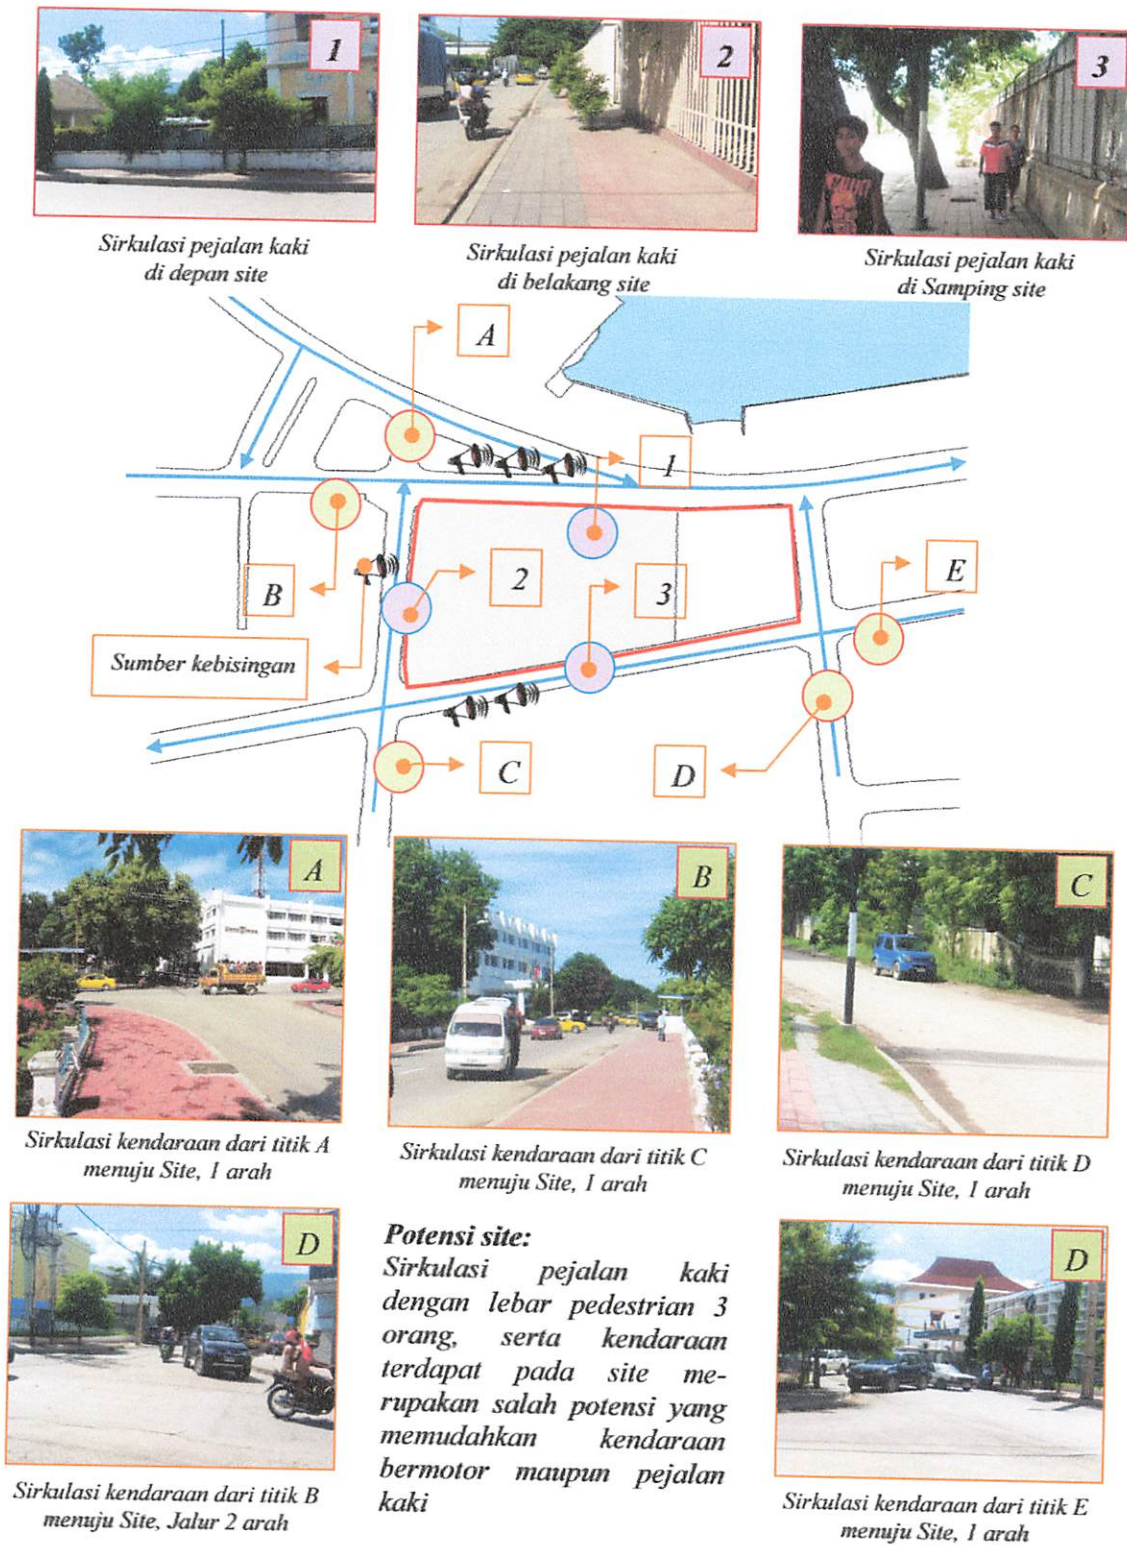 1
2
3
Sirkulasi pejalan kaki
di depan site
Sirkulasi pejalan kaki
di belakang site
Sirkulasi pejalan kaki
di Samping site
A
1
B
2
3
E
Sumber kebisingan
C
D
A
B
C
Sirkulasi kendaraan dari titik A
menuju Site, 1 arah
Sirkulasi kendaraan dari titik C
menuju Site, 1 arah
Sirkulasi kendaraan dari titik D
menuju Site, 1 arah
D
Potensi site:
Sirkulasi pejalan kaki
dengan lebar pedestrian 3
orang, serta kendaraan
terdapat pada site me-
rupakan salah potensi yang
memudahkan kendaraan
bermotor maupun pejalan
kaki
D
Sirkulasi kendaraan dari titik B
menuju Site, Jalur 2 arah
Sirkulasi kendaraan dari titik E
menuju Site, 1 arah